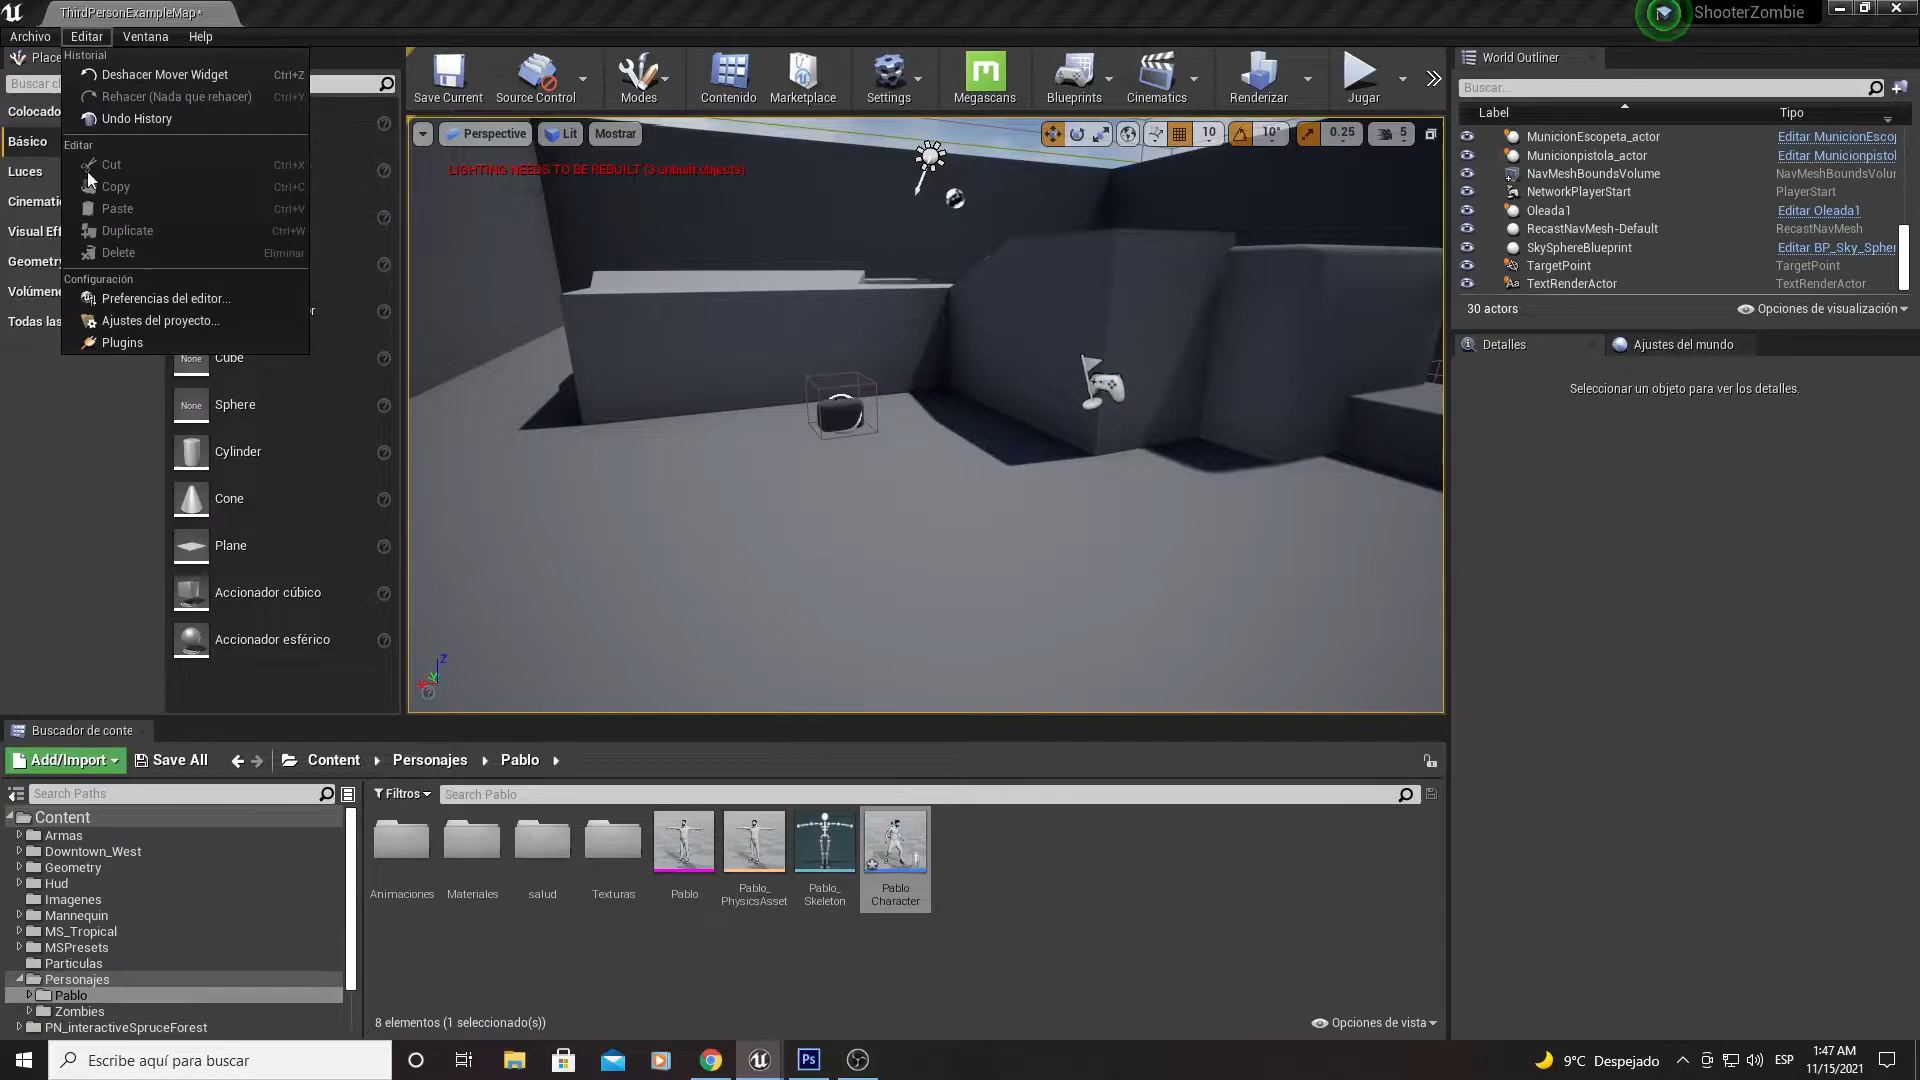 ThirdPersonExampleMap*
ShooterZombie
Archivo
Editar
Ventana
Help
Historial
Deshacer Mover Widget Ctrl+Z
Rehacer (Nada que rehacer) Ctrl+Y
Undo History
Editar
Cut Ctrl+X
Copy Ctrl+C
Paste Ctrl+V
Duplicate Ctrl+W
Delete Eliminar
Configuración
Preferencias del editor...
Ajustes del proyecto...
Plugins
Colocado
Básico
Luces
Cinemati
Visual Eff
Geometry
Volúmene
Todas las
Cube
Sphere
Cylinder
Cone
Plane
Accionador cúbico
Accionador esférico
None
None
Save Current
Source Control
Modes
Contenido
Marketplace
Settings
Megascans
Blueprints
Cinematics
Renderizar
Jugar
Perspective
Lit
Mostrar
10
10°
0.25
5
LIGHTING NEEDS TO BE REBUILT (3 unbuilt objects)
World Outliner
Buscar...
Label Tipo
MunicionEscopeta_actor Editar MunicionEscop
Municionpistola_actor Editar Municionpistol
NavMeshBoundsVolume NavMeshBoundsVolur
NetworkPlayerStart PlayerStart
Oleada1 Editar Oleada1
RecastNavMesh-Default RecastNavMesh
SkySphereBlueprint Editar BP_Sky_Spher
TargetPoint TargetPoint
TextRenderActor TextRenderActor
30 actors
Opciones de visualización
Detalles
Ajustes del mundo
Seleccionar un objeto para ver los detalles.
Buscador de conte
Add/Import
Save All
Content
Personajes
Pablo
Search Paths
Filtros
Search Pablo
Content
Armas
Downtown_West
Geometry
Hud
Imagenes
Mannequin
MS_Tropical
MSPresets
Particulas
Personajes
Pablo
Zombies
PN_interactiveSpruceForest
Animaciones
Materiales
salud
Texturas
Pablo
Pablo_
PhysicsAsset
Pablo_
Skeleton
Pablo
Character
8 elementos (1 seleccionado(s))
Opciones de vista
Escribe aquí para buscar
Ps
9°C Despejado
ESP
1:47 AM
11/15/2021